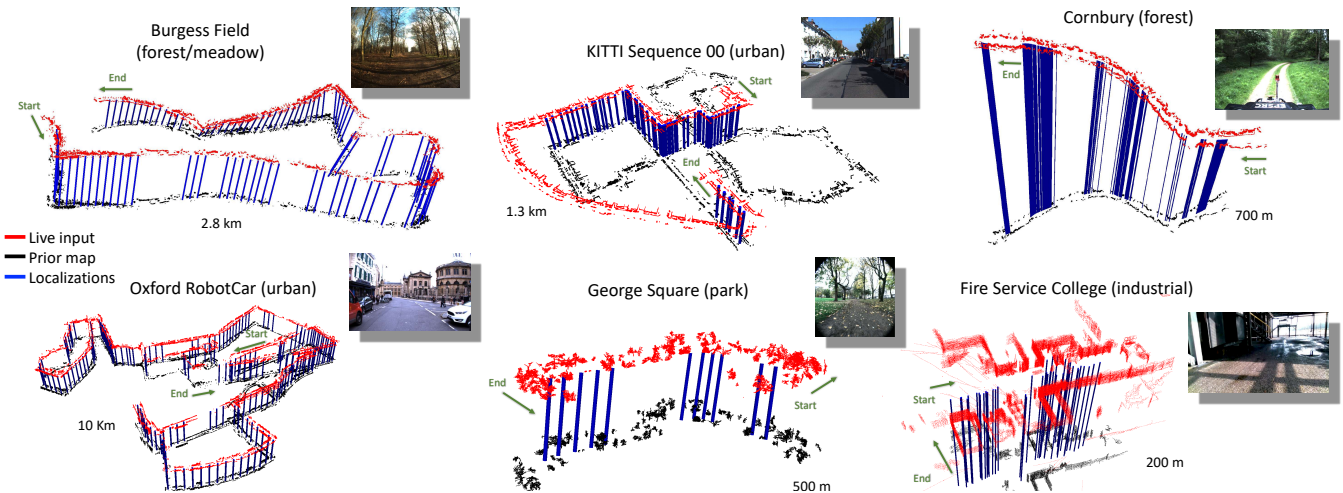 Burgess Field
(forest/meadow)
End
Start
2.8 km
KITTI Sequence 00 (urban)
Start
End
1.3 km
Cornbury (forest)
End
Start
700 m
Live input
Prior map
Localizations
Oxford RobotCar (urban)
Start
End
10 Km
George Square (park)
End
Start
500 m
Fire Service College (industrial)
Start
End
200 m